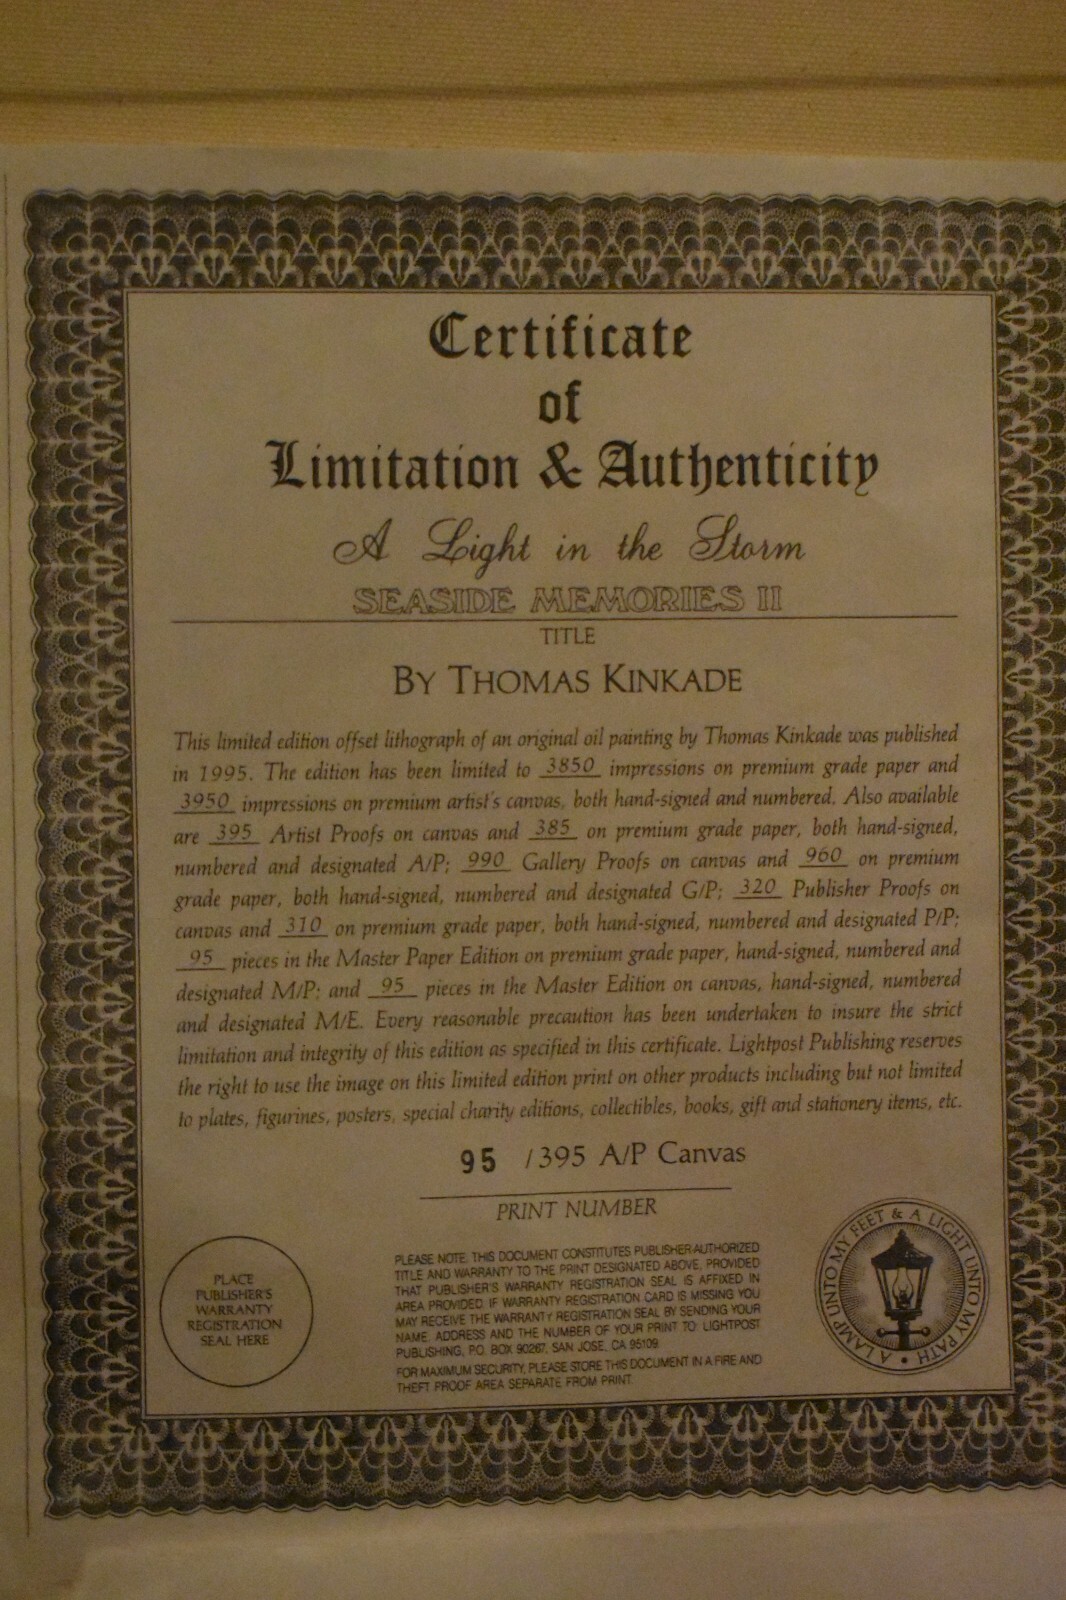 Certificate
of
Limitation & Authenticity
A Light in the Storm
SEASIDE MEMORIES II
TITLE
BY THOMAS KINKADE
This limited edition offset lithograph of an original oil painting by Thomas Kinkade was published
in 1995. The edition has been limited to 3850 impressions on premium grade paper and
3950 impressions on premium artist's canvas, both hand-signed and numbered. Also available
are 395 Artist Proofs on canvas and 385 on premium grade paper, both hand-signed,
numbered and designated A/P; 990 Gallery Proofs on canvas and 960 on premium
grade paper, both hand-signed, numbered and designated G/P; 320 Publisher Proofs on
canvas and 310 on premium grade paper, both hand-signed, numbered and designated P/P;
95 pieces in the Master Paper Edition on premium grade paper, hand-signed, numbered and
designated M/P; and 95 pieces in the Master Edition on canvas, hand-signed, numbered
and designated M/E. Every reasonable precaution has been undertaken to insure the strict
limitation and integrity of this edition as specified in this certificate. Lightpost Publishing reserves
the right to use the image on this limited edition print on other products including but not limited
to plates, figurines, posters, special charity editions, collectibles, books, gift and stationery items, etc.
95 /395 A/P Canvas
PRINT NUMBER
PLACE
PUBLISHER'S
WARRANTY
REGISTRATION
SEAL HERE
PLEASE NOTE: THIS DOCUMENT CONSTITUTES PUBLISHER AUTHORIZED
TITLE AND WARRANTY TO THE PRINT DESIGNATED ABOVE, PROVIDED
THAT PUBLISHER'S WARRANTY REGISTRATION SEAL IS AFFIXED IN
AREA PROVIDED. IF WARRANTY REGISTRATION CARD IS MISSING YOU
MAY RECEIVE THE WARRANTY REGISTRATION SEAL BY SENDING YOUR
NAME, ADDRESS AND THE NUMBER OF YOUR PRINT TO: LIGHTPOST
PUBLISHING, P.O. BOX 90267, SAN JOSE, CA 95109.
FOR MAXIMUM SECURITY, PLEASE STORE THIS DOCUMENT IN A FIRE AND
THEFT PROOF AREA SEPARATE FROM PRINT.
A LAMP UNTO MY FEET & A LIGHT UNTO MY PATH •